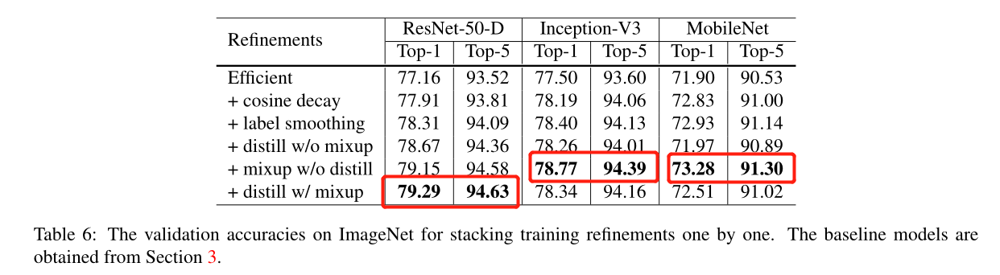 Refinements ResNet-50-D Inception-V3 MobileNet
Top-1 Top-5 Top-1 Top-5 Top-1 Top-5
Efficient 77.16 93.52 77.50 93.60 71.90 90.53
+ cosine decay 77.91 93.81 78.19 94.06 72.83 91.00
+ label smoothing 78.31 94.09 78.40 94.13 72.93 91.14
+ distill w/o mixup 78.67 94.36 78.26 94.01 71.97 90.89
+ mixup w/o distill 79.15 94.58 78.77 94.39 73.28 91.30
+ distill w/ mixup 79.29 94.63 78.34 94.16 72.51 91.02
Table 6: The validation accuracies on ImageNet for stacking training refinements one by one. The baseline models are
obtained from Section 3.